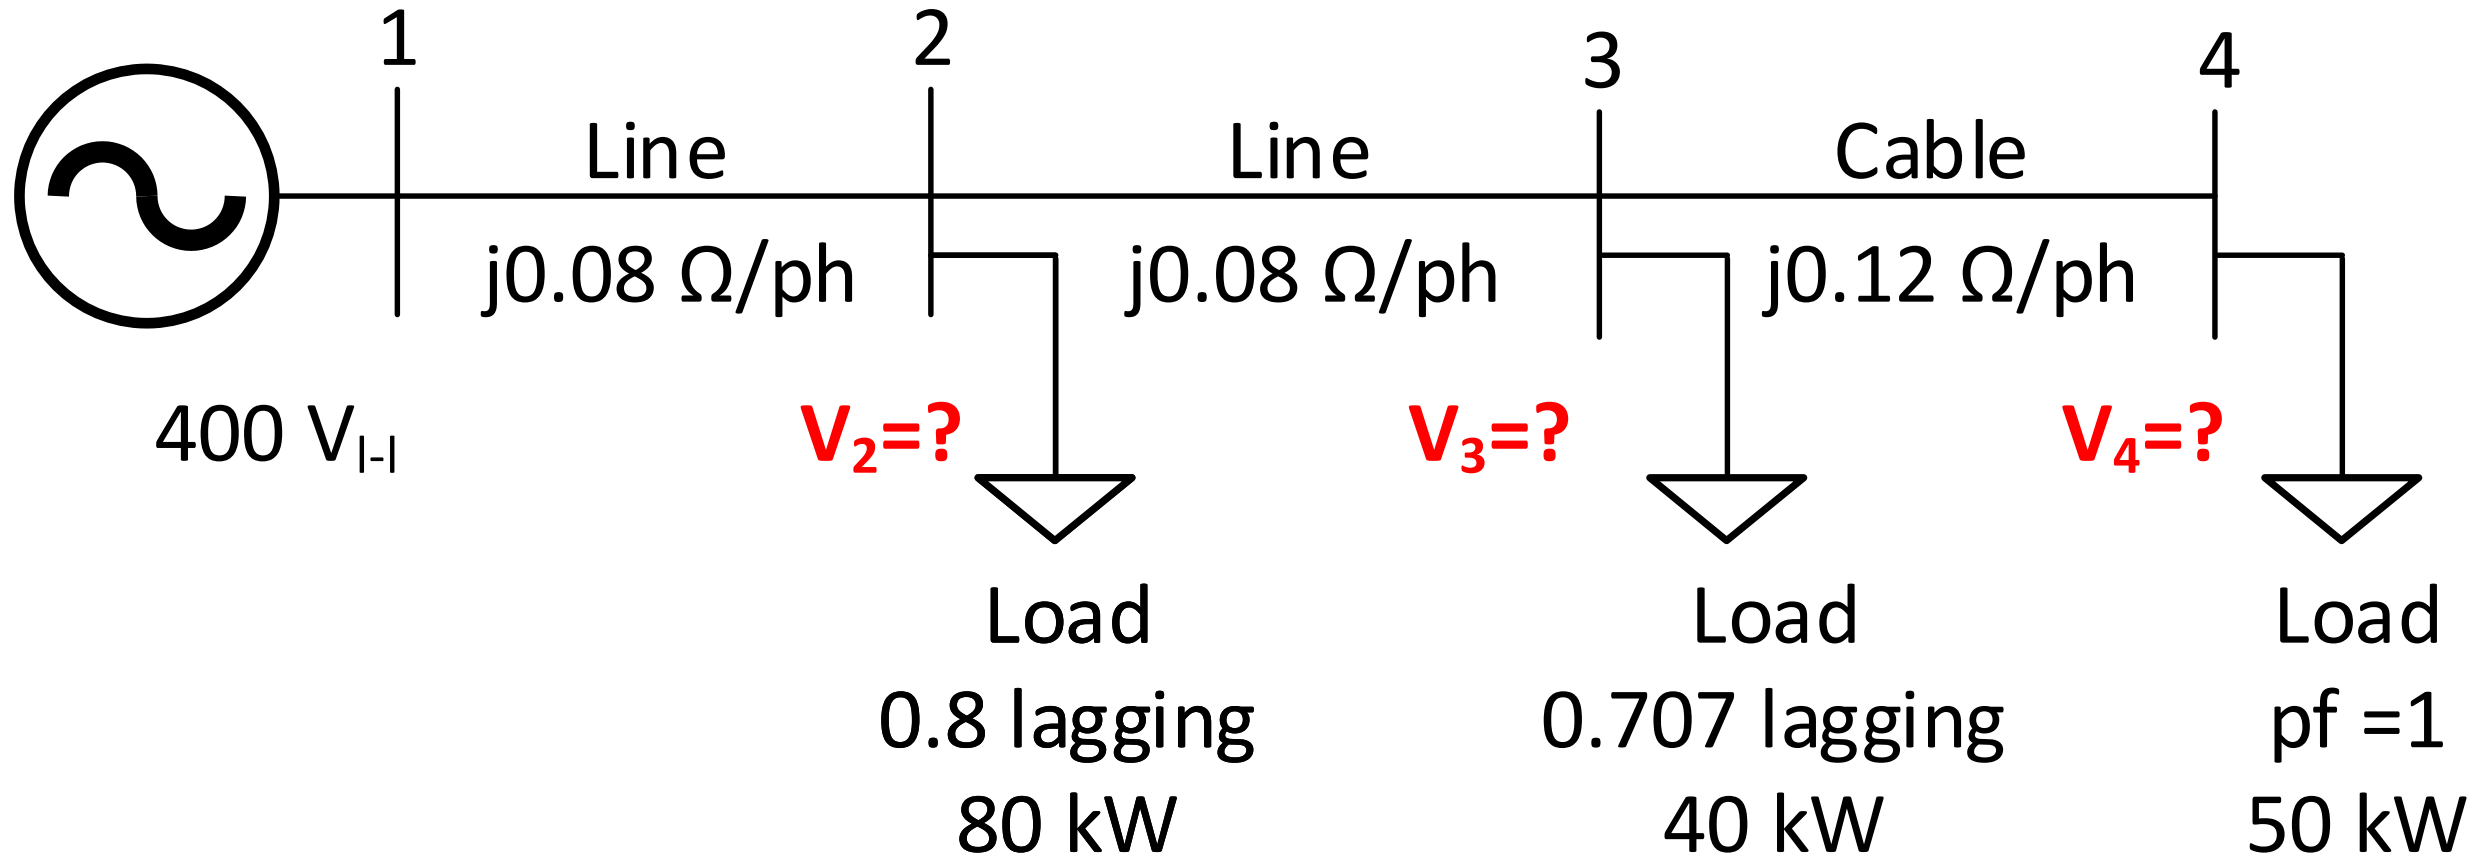 1
2
3
4
Line
Line
Cable
j0.08 Ω/ph
j0.08 Ω/ph
j0.12 Ω/ph
400 Vl-l
V2=?
V3=?
V4=?
Load
0.8 lagging
80 kW
Load
0.707 lagging
40 kW
Load
pf =1
50 kW